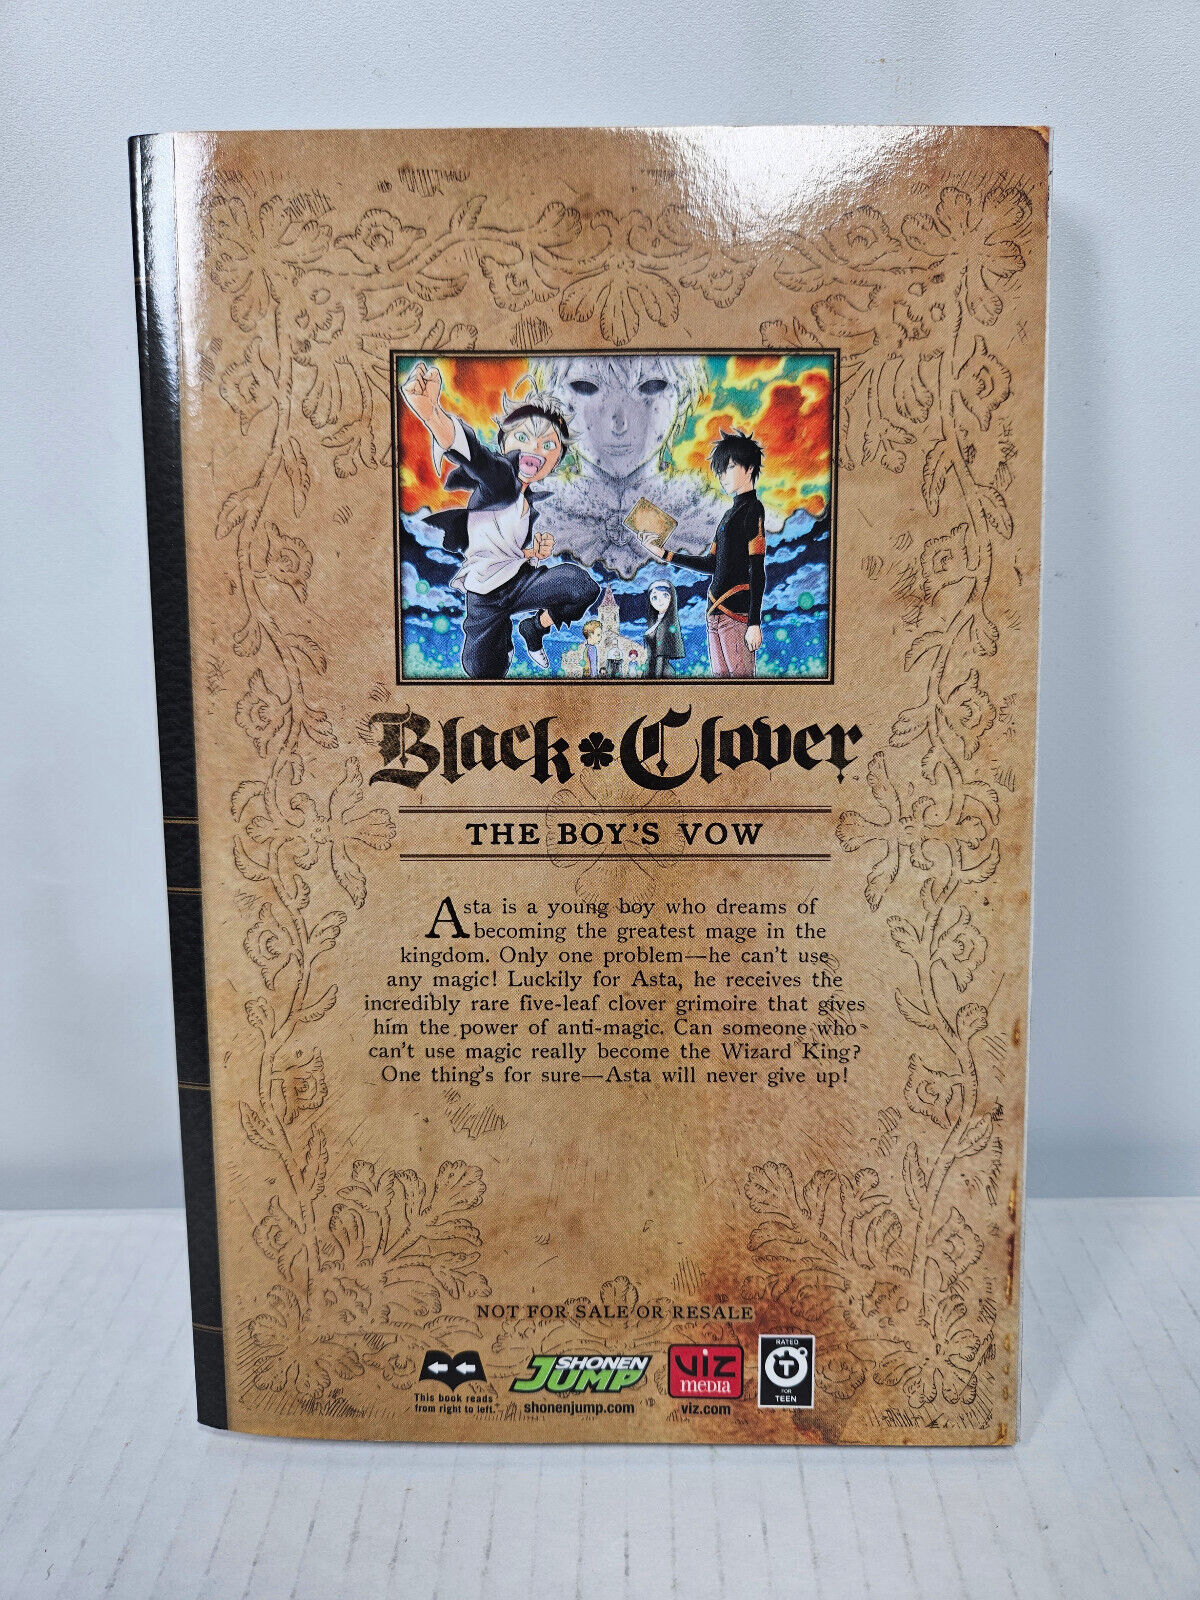 Black Clover
THE BOY'S VOW
Asta is a young boy who dreams of
becoming the greatest mage in the
kingdom. Only one problem—he can't use
any magic! Luckily for Asta, he receives the
incredibly rare five-leaf clover grimoire that gives
him the power of anti-magic. Can someone who
can't use magic really become the Wizard King?
One thing's for sure—Asta will never give up!
NOT FOR SALE OR RESALE
This book reads
from right to left.
SHONEN
JUMP
shonenjump.com
VIZ
MEDIA
viz.com
RATED
T
FOR
TEEN